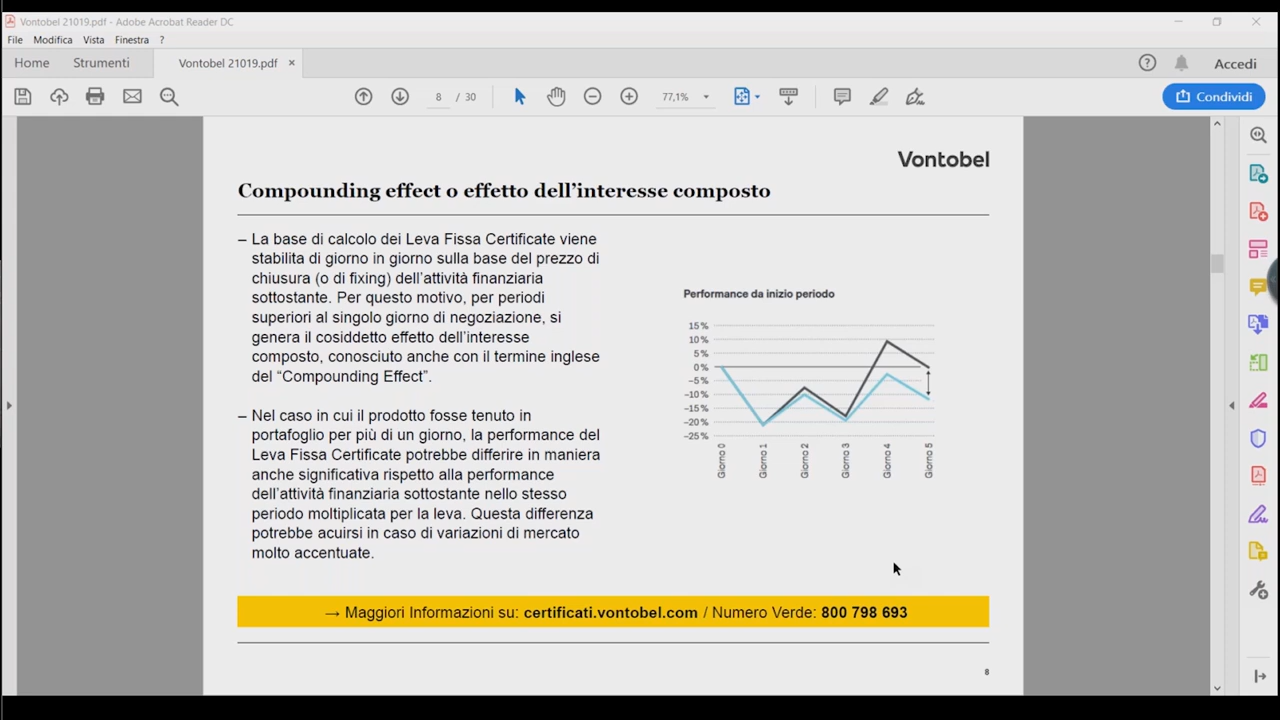 Vontobel 21019.pdf - Adobe Acrobat Reader DC
File Modifica Vista Finestra ?
Home Strumenti Vontobel 21019.pdf × Accedi
8 / 30 77,1% Condividi
Vontobel
Compounding effect o effetto dell'interesse composto
– La base di calcolo dei Leva Fissa Certificate viene
stabilita di giorno in giorno sulla base del prezzo di
chiusura (o di fixing) dell'attività finanziaria
sottostante. Per questo motivo, per periodi
superiori al singolo giorno di negoziazione, si
genera il cosiddetto effetto dell'interesse
composto, conosciuto anche con il termine inglese
del “Compounding Effect”.
– Nel caso in cui il prodotto fosse tenuto in
portafoglio per più di un giorno, la performance del
Leva Fissa Certificate potrebbe differire in maniera
anche significativa rispetto alla performance
dell'attività finanziaria sottostante nello stesso
periodo moltiplicata per la leva. Questa differenza
potrebbe acuirsi in caso di variazioni di mercato
molto accentuate.
Performance da inizio periodo
15%
10%
5%
0%
–5%
–10%
–15%
–20%
–25%
Giorno 0
Giorno 1
Giorno 2
Giorno 3
Giorno 4
Giorno 5
→ Maggiori Informazioni su: certificati.vontobel.com / Numero Verde: 800 798 693
8